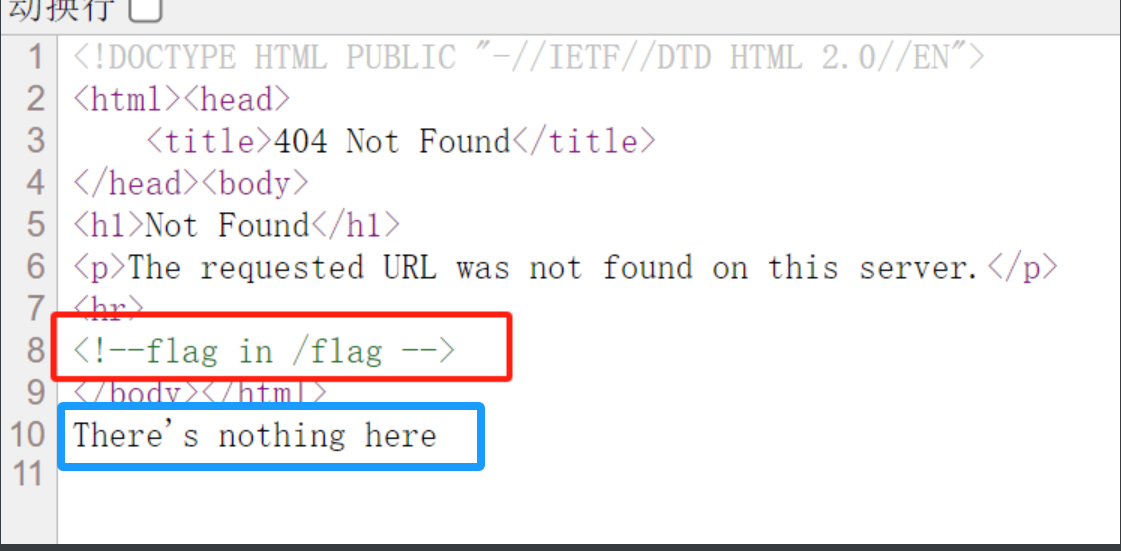 动换行
1 <!DOCTYPE HTML PUBLIC "-//IETF//DTD HTML 2.0//EN">
2 <html><head>
3     <title>404 Not Found</title>
4 </head><body>
5 <h1>Not Found</h1>
6 <p>The requested URL was not found on this server.</p>
7 <hr>
8 <!--flag in /flag -->
9 </body></html>
10 There's nothing here
11